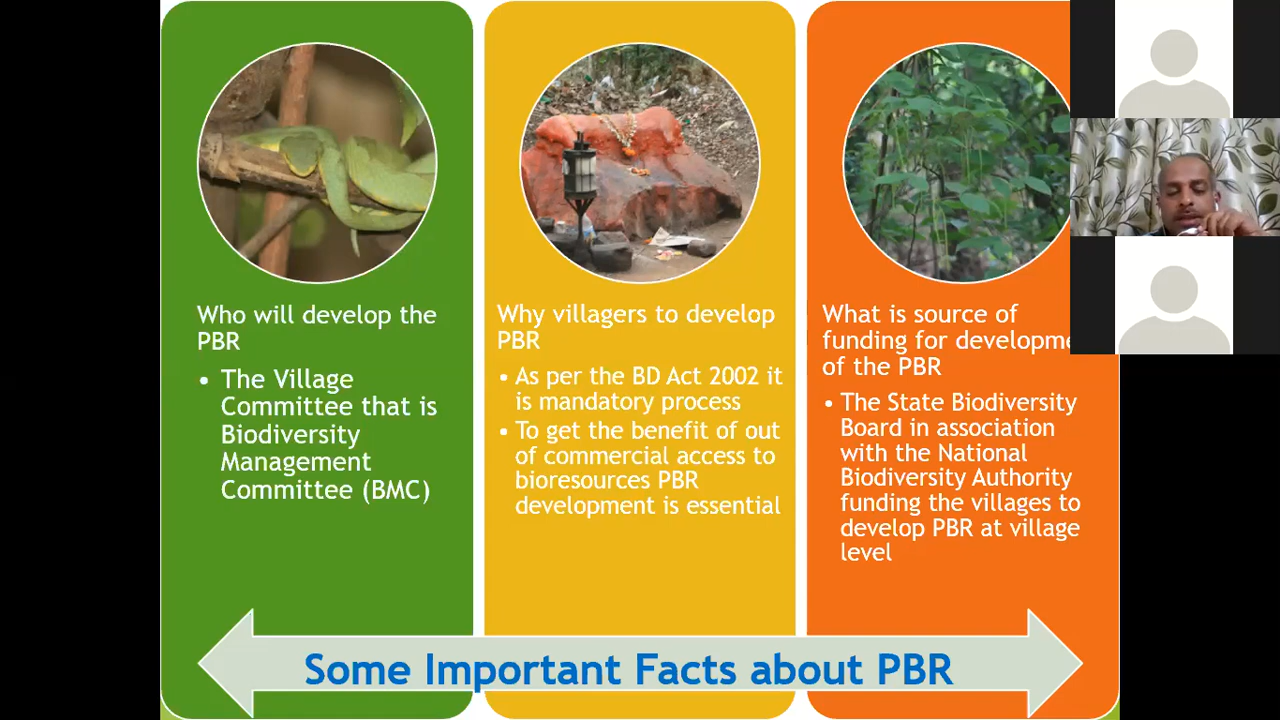 Who will develop the
PBR
• The Village
Committee that is
Biodiversity
Management
Committee (BMC)
Why villagers to develop
PBR
• As per the BD Act 2002 it
is mandatory process
• To get the benefit of out
of commercial access to
bioresources PBR
development is essential
What is source of
funding for developme
of the PBR
• The State Biodiversity
Board in association
with the National
Biodiversity Authority
funding the villages to
develop PBR at village
level
Some Important Facts about PBR